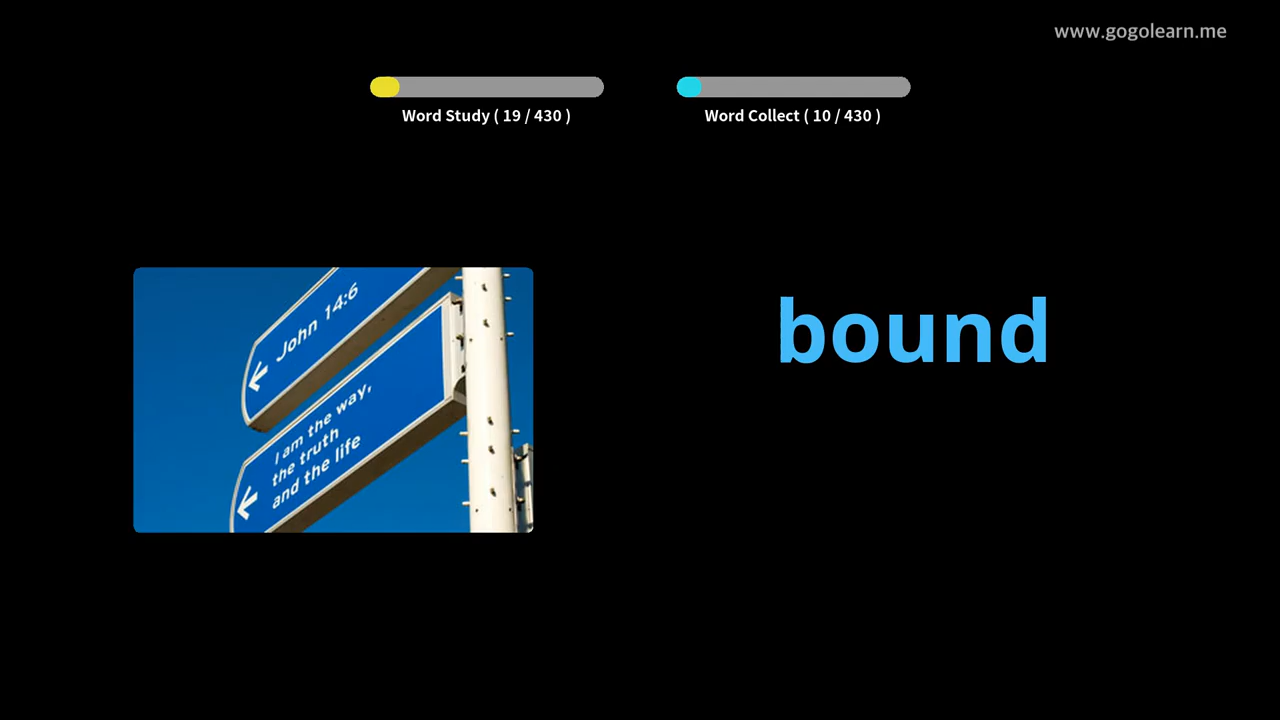 www.gogolearn.me
Word Study ( 19 / 430 )
Word Collect ( 10 / 430 )
John 14:6
I am the way,
the truth
and the life
bound